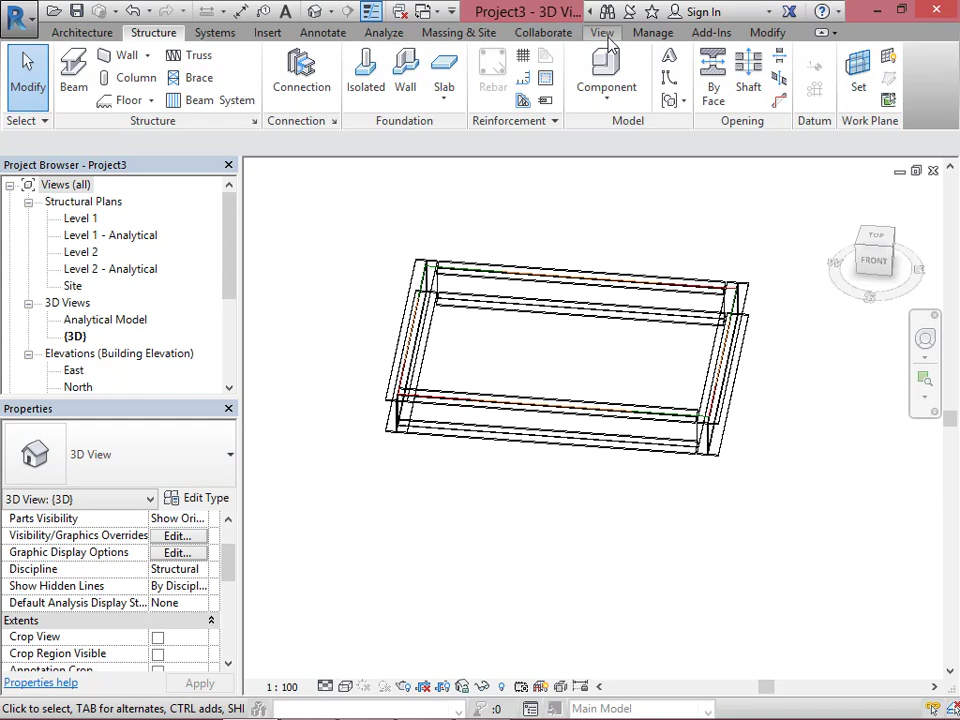 Project3 - 3D Vi...
Sign In
Architecture Structure Systems Insert Annotate Analyze Massing & Site Collaborate View Manage Add-Ins Modify
Modify
Beam
Wall
Column
Floor
Truss
Brace
Beam System
Connection
Isolated
Wall
Slab
Rebar
Component
By
Face
Shaft
Set
Select
Structure
Connection
Foundation
Reinforcement
Model
Opening
Datum
Work Plane
Project Browser - Project3
Views (all)
Structural Plans
Level 1
Level 1 - Analytical
Level 2
Level 2 - Analytical
Site
3D Views
Analytical Model
{3D}
Elevations (Building Elevation)
East
North
TOP
FRONT
W
E
S
Properties
3D View
3D View: {3D}
Edit Type
Parts Visibility Show Ori...
Visibility/Graphics Overrides Edit...
Graphic Display Options Edit...
Discipline Structural
Show Hidden Lines By Discipl...
Default Analysis Display St... None
Extents
Crop View
Crop Region Visible
Annotation Crop
Properties help
Apply
1 : 100
Click to select, TAB for alternates, CTRL adds, SHI
:0
Main Model